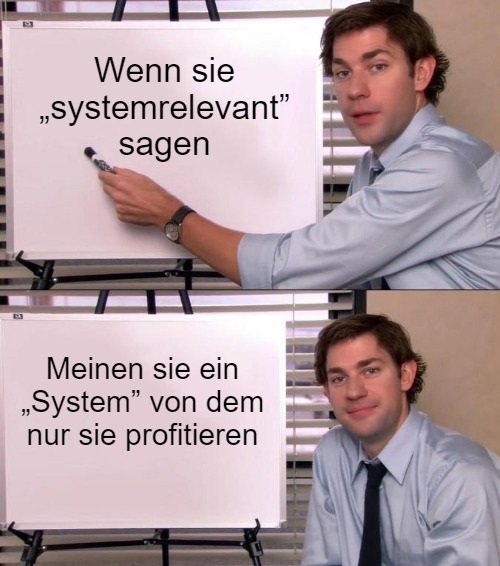 Wenn sie
„systemrelevant”
sagen
Meinen sie ein
„System” von dem
nur sie profitieren